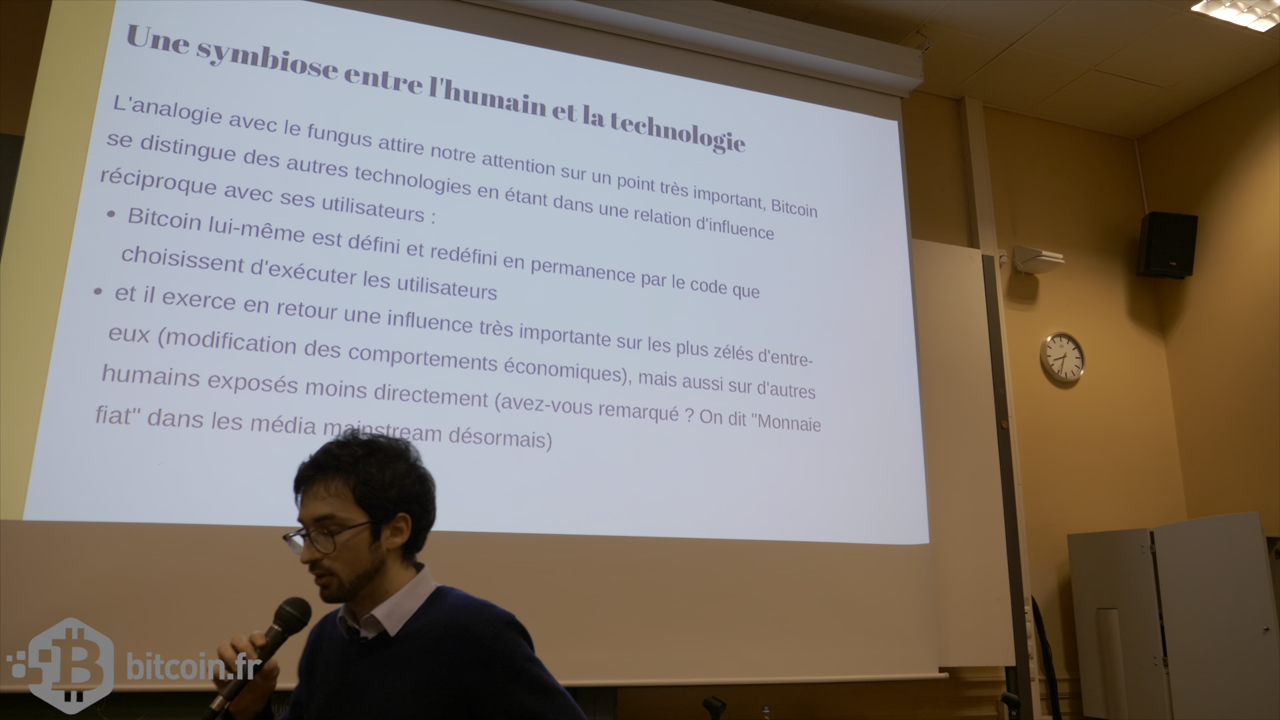 Une symbiose entre l'humain et la technologie
L'analogie avec le fungus attire notre attention sur un point très important, Bitcoin
se distingue des autres technologies en étant dans une relation d'influence
réciproque avec ses utilisateurs :
• Bitcoin lui-même est défini et redéfini en permanence par le code que
choisissent d'exécuter les utilisateurs
• et il exerce en retour une influence très importante sur les plus zélés d'entre-
eux (modification des comportements économiques), mais aussi sur d'autres
humains exposés moins directement (avez-vous remarqué ? On dit "Monnaie
fiat" dans les média mainstream désormais)
bitcoin.fr